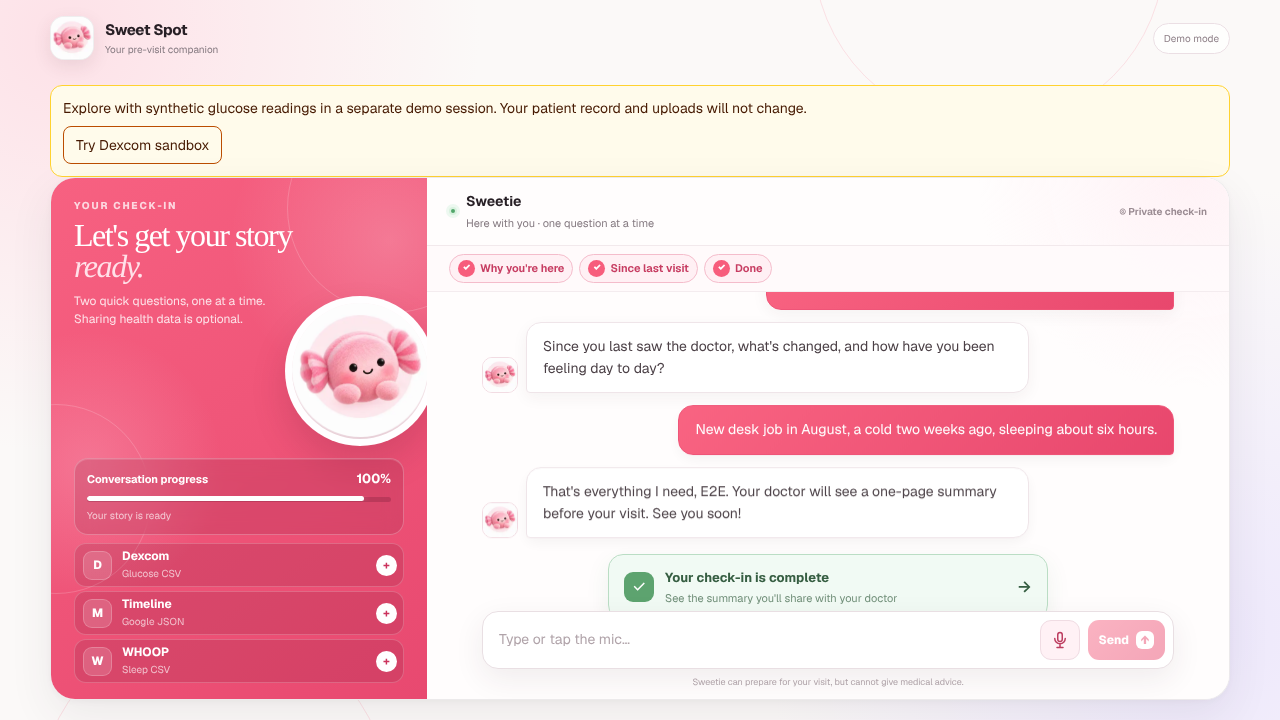 Sweet Spot
Your pre-visit companion
Demo mode
Explore with synthetic glucose readings in a separate demo session. Your patient record and uploads will not change.
Try Dexcom sandbox
YOUR CHECK-IN
Let's get your story
ready.
Two quick questions, one at a time.
Sharing health data is optional.
Conversation progress
100%
Your story is ready
D
Dexcom
Glucose CSV
+
M
Timeline
Google JSON
+
W
WHOOP
Sleep CSV
+
Sweetie
Here with you · one question at a time
Private check-in
Why you're here
Since last visit
Done
Since you last saw the doctor, what's changed, and how have you been
feeling day to day?
New desk job in August, a cold two weeks ago, sleeping about six hours.
That's everything I need, E2E. Your doctor will see a one-page summary
before your visit. See you soon!
Your check-in is complete
See the summary you'll share with your doctor
Type or tap the mic...
Send
Sweetie can prepare for your visit, but cannot give medical advice.